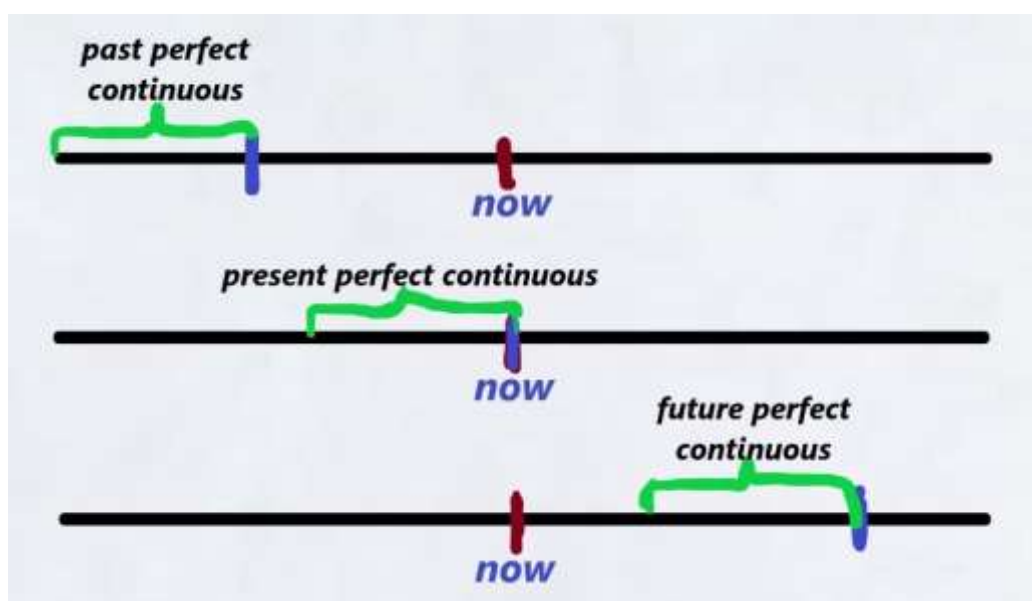 past perfect
continuous
now
present perfect continuous
now
future perfect
continuous
now